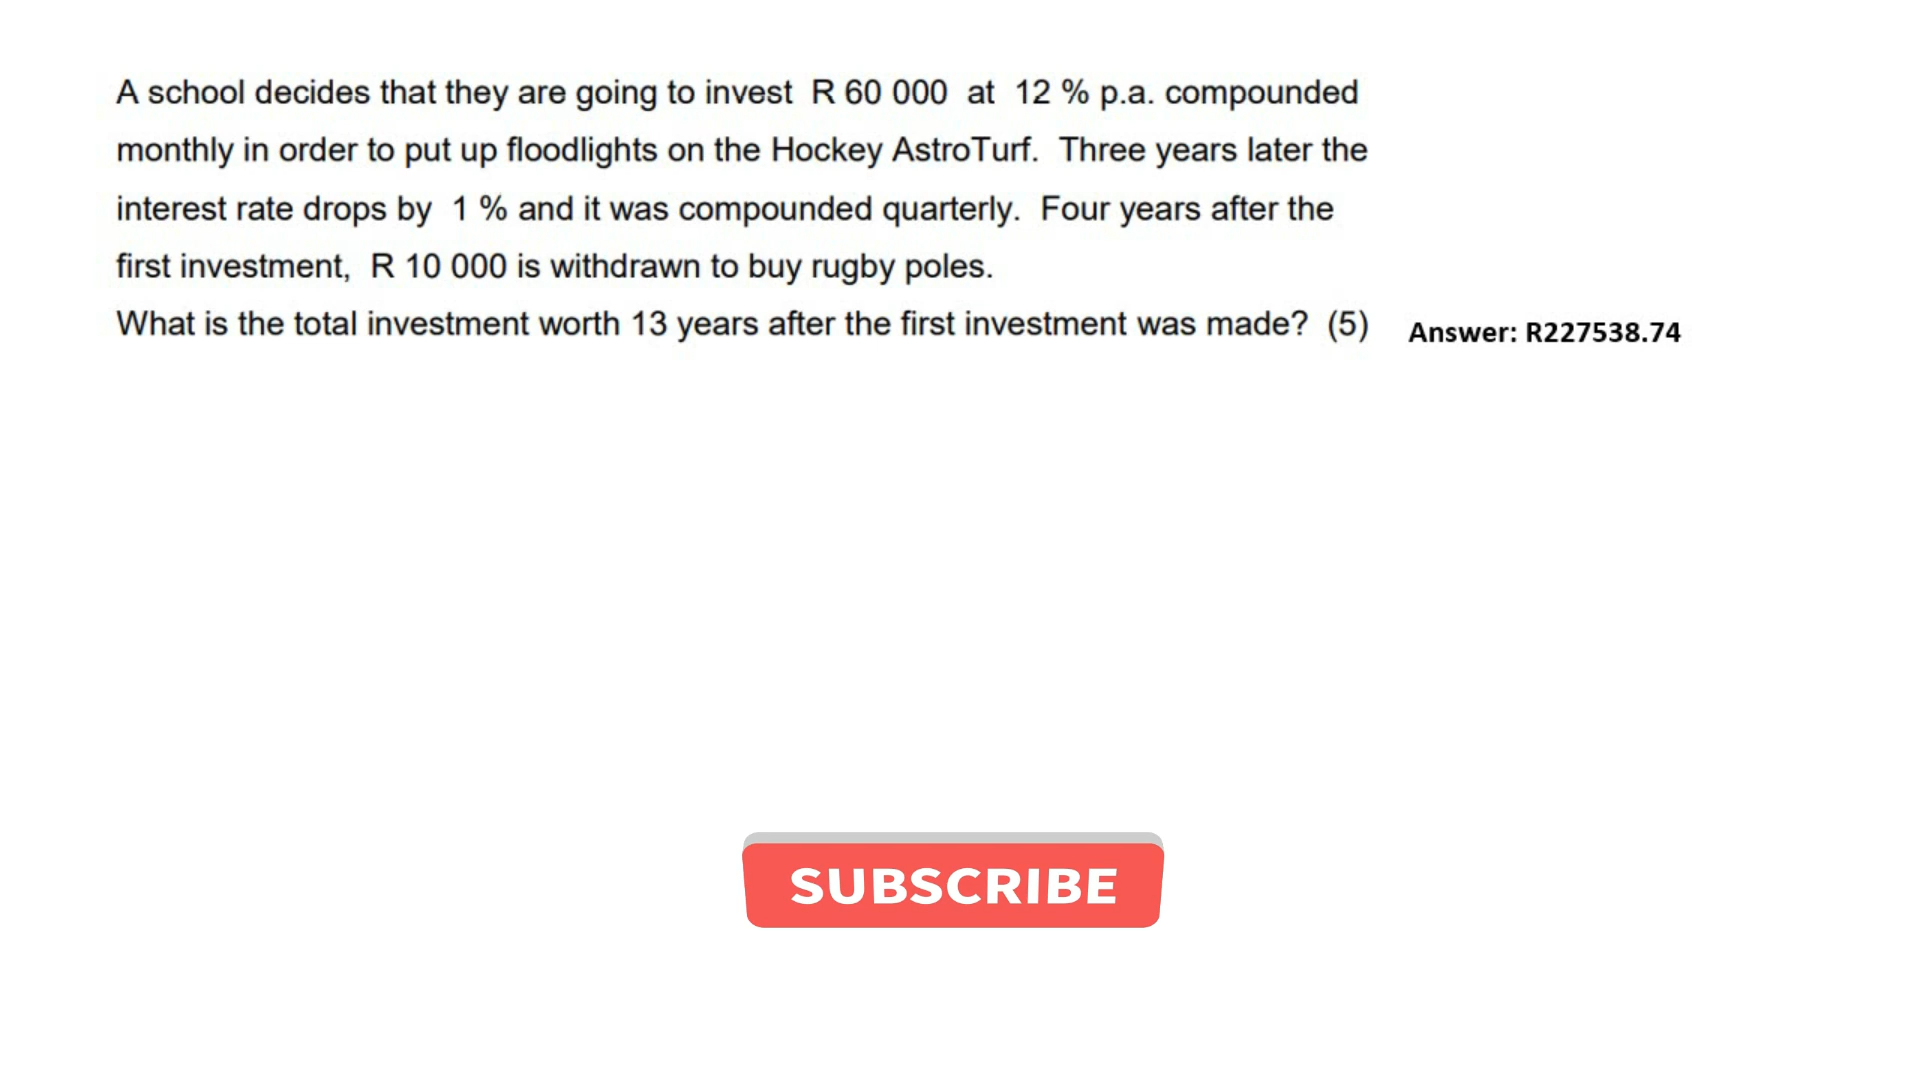 A school decides that they are going to invest R 60 000 at 12 % p.a. compounded
monthly in order to put up floodlights on the Hockey AstroTurf. Three years later the
interest rate drops by 1 % and it was compounded quarterly. Four years after the
first investment, R 10 000 is withdrawn to buy rugby poles.
What is the total investment worth 13 years after the first investment was made? (5) Answer: R227538.74
SUBSCRIBE